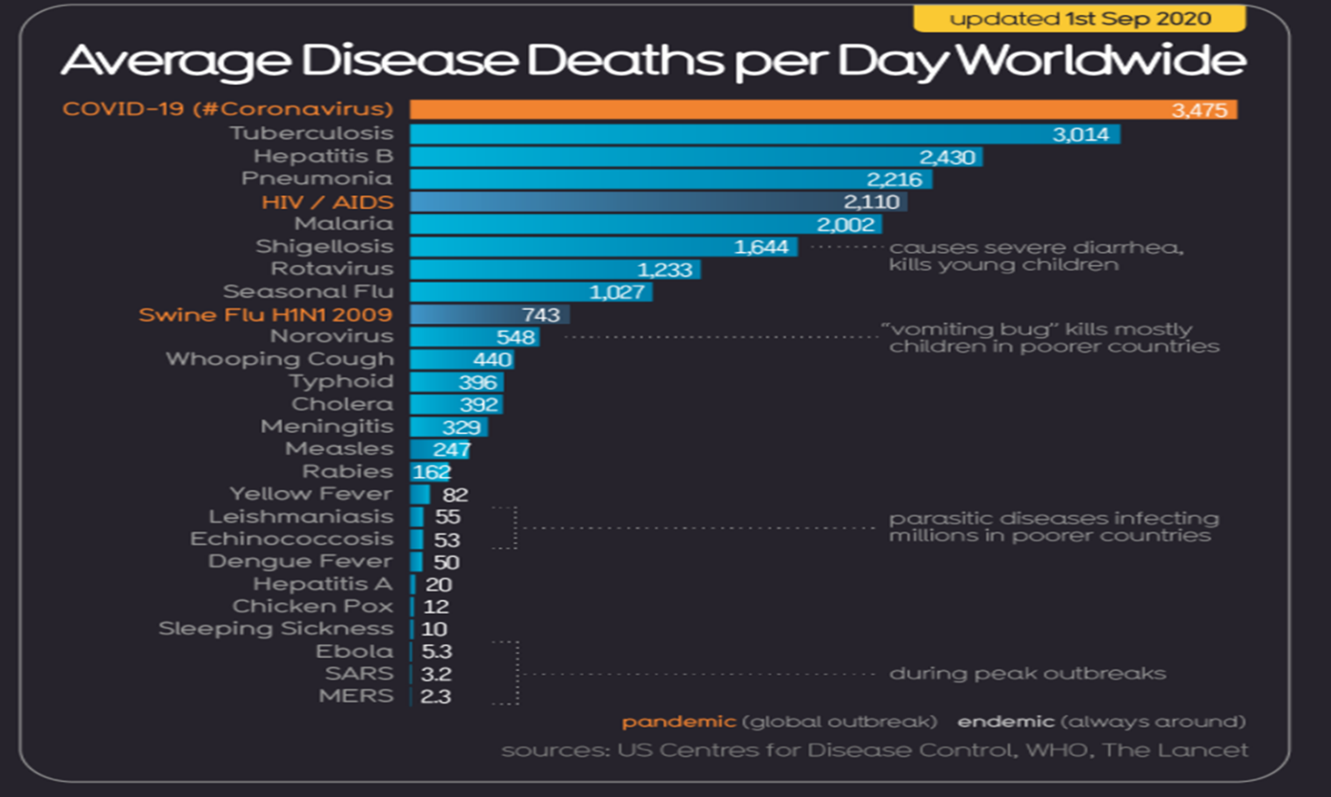 updated 1st Sep 2020
Average Disease Deaths per Day Worldwide
COVID-19 (#Coronavirus) 3,475
Tuberculosis 3,014
Hepatitis B 2,430
Pneumonia 2,216
HIV / AIDS 2,110
Malaria 2,002
Shigellosis 1,644 causes severe diarrhea,
kills young children
Rotavirus 1,233
Seasonal Flu 1,027
Swine Flu H1N1 2009 743
Norovirus 548 "vomiting bug" kills mostly
children in poorer countries
Whooping Cough 440
Typhoid 396
Cholera 392
Meningitis 329
Measles 247
Rabies 162
Yellow Fever 82
Leishmaniasis 55 parasitic diseases infecting
Echinococcosis 53 millions in poorer countries
Dengue Fever 50
Hepatitis A 20
Chicken Pox 12
Sleeping Sickness 10
Ebola 5.3
SARS 3.2 during peak outbreaks
MERS 2.3
pandemic (global outbreak) endemic (always around)
sources: US Centres for Disease Control, WHO, The Lancet